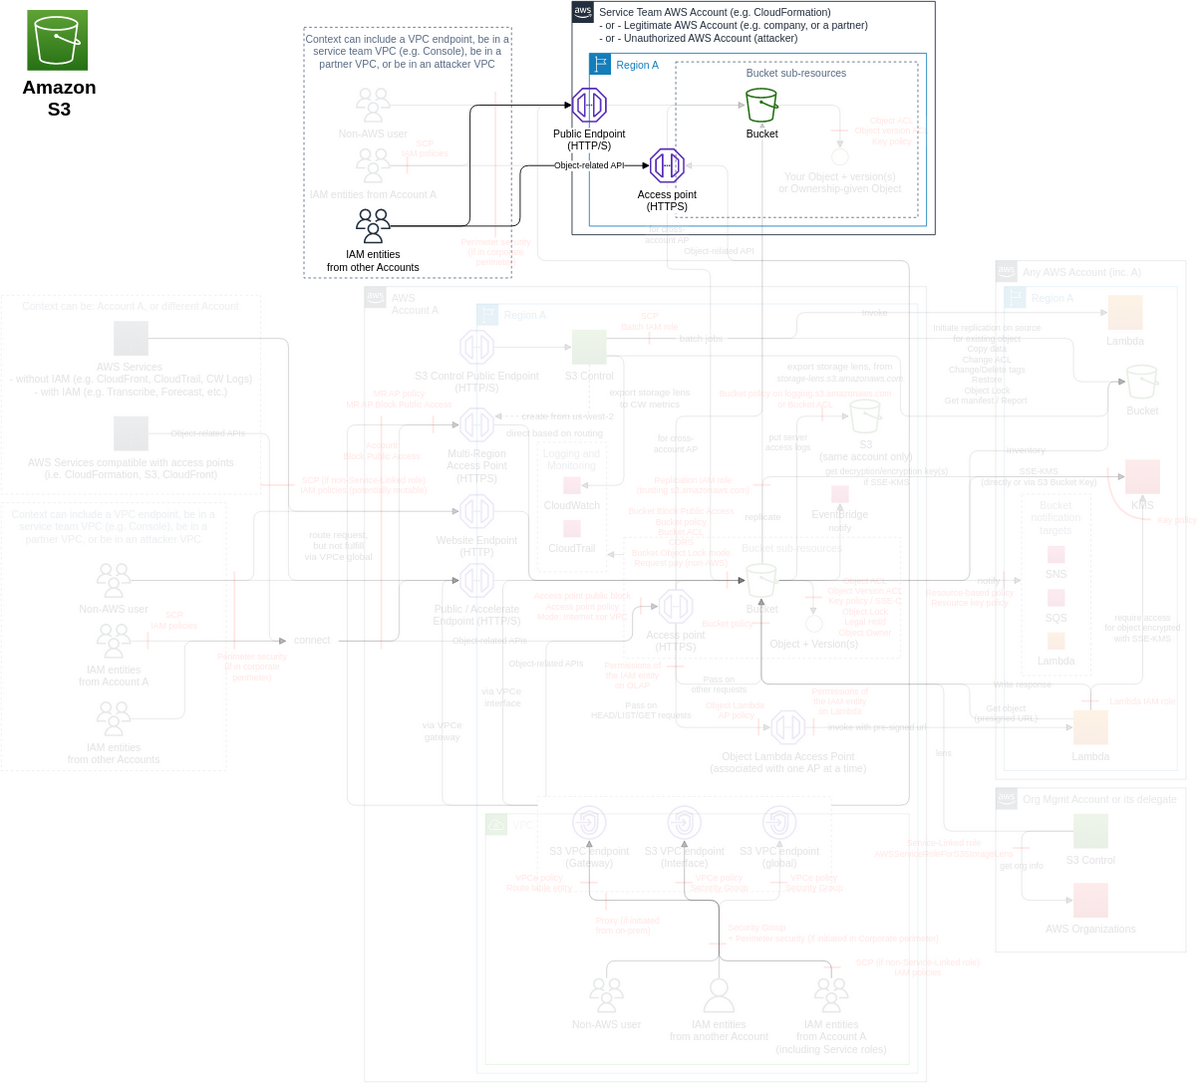 Amazon
S3
Service Team AWS Account (e.g. CloudFormation)
- or - Legitimate AWS Account (e.g. company, or a partner)
- or - Unauthorized AWS Account (attacker)
aws
Context can include a VPC endpoint, be in a
service team VPC (e.g. Console), be in a
partner VPC, or be in an attacker VPC
Region A
Bucket sub-resources
Non-AWS user
SCP
IAM policies
IAM entities from Account A
IAM entities
from other Accounts
Perimeter security
(if in corporate
perimeter)
Public Endpoint
(HTTP/S)
Object-related API
Access point
(HTTPS)
Bucket
Object ACL
Object version ACL
Key policy
Your Object + version(s)
or Ownership-given Object
for cross-
account AP
Object-related API
Context can be: Account A, or different Account
AWS Services
- without IAM (e.g. CloudFront, CloudTrail, CW Logs)
- with IAM (e.g. Transcribe, Forecast, etc.)
Object-related APIs
AWS Services compatible with access points
(i.e. CloudFormation, S3, CloudFront)
Context can include a VPC endpoint, be in a
service team VPC (e.g. Console), be in a
partner VPC, or be in an attacker VPC
Non-AWS user
SCP
IAM policies
IAM entities
from Account A
IAM entities
from other Accounts
Perimeter security
(if in corporate
perimeter)
connect
SCP (if non-Service-Linked role)
IAM policies (potentially mutable)
route request,
but not fulfill
via VPCe global
MR AP policy
MR AP Block Public Access
Account
Block Public Access
aws
AWS
Account A
Region A
S3 Control Public Endpoint
(HTTP/S)
S3 Control
SCP
Batch IAM role
batch jobs
export storage lens
to CW metrics
create from us-west-2
direct based on routing
Multi-Region
Access Point
(HTTPS)
Website Endpoint
(HTTP)
Public / Accelerate
Endpoint (HTTP/S)
Logging and
Monitoring
CloudWatch
CloudTrail
for cross-
account AP
export storage lens, from
storage-lens.s3.amazonaws.com
Bucket policy on logging.s3.amazonaws.com
or Bucket ACL
put server
access logs
S3
(same account only)
get decryption/encryption key(s)
if SSE-KMS
Replication IAM role
replicate
EventBridge
notify
Bucket Block Public Access
Bucket policy
Bucket ACL
CORS
Bucket Object Lock mode
Request pay (non-AWS)
Bucket sub-resources
Bucket
Object ACL
Object Version ACL
Key policy / SSE-C
Object Lock
Legal Hold
Object Owner
Object + Version(s)
Access point public block
Access point policy
Mode: Internet or VPC
Access point
(HTTPS)
Bucket policy
Object-related APIs
Object-related APIs
Permissions of
the IAM entity
on OLAP
Pass on
other requests
Pass on
HEAD/LIST/GET requests
Object Lambda
AP policy
Permissions of
the IAM entity
on Lambda
invoke with pre-signed url
Object Lambda Access Point
(associated with one AP at a time)
via VPCe
interface
via VPCe
gateway
VPC
S3 VPC endpoint
(Gateway)
S3 VPC endpoint
(Interface)
S3 VPC endpoint
(global)
VPCe policy
Route table entry
VPCe policy
Security Group
VPCe policy
Security Group
Proxy (if initiated
from on-prem)
Security Group
+ Perimeter security (if initiated in Corporate perimeter)
SCP (if non-Service-Linked role)
IAM policies
Non-AWS user
IAM entities
from another Account
IAM entities
from Account A
(including Service roles)
aws
Any AWS Account (inc. A)
Region A
invoke
Lambda
Initiate replication on source
for existing object
Copy data
Change ACL
Change/Delete tags
Restore
Object Lock
Get manifest / Report
Bucket
inventory
SSE-KMS
(directly or via S3 Bucket Key)
KMS
Key policy
Bucket
notification
targets
SNS
SQS
Lambda
notify
Resource-based policy
Resource key policy
require access
for object encrypted
with SSE-KMS
Write response
Get object
(presigned URL)
Lambda IAM role
Lambda
lens
aws
Org Mgmt Account or its delegate
S3 Control
Service-Linked role
AWSServiceRoleForS3StorageLens
get org info
AWS Organizations